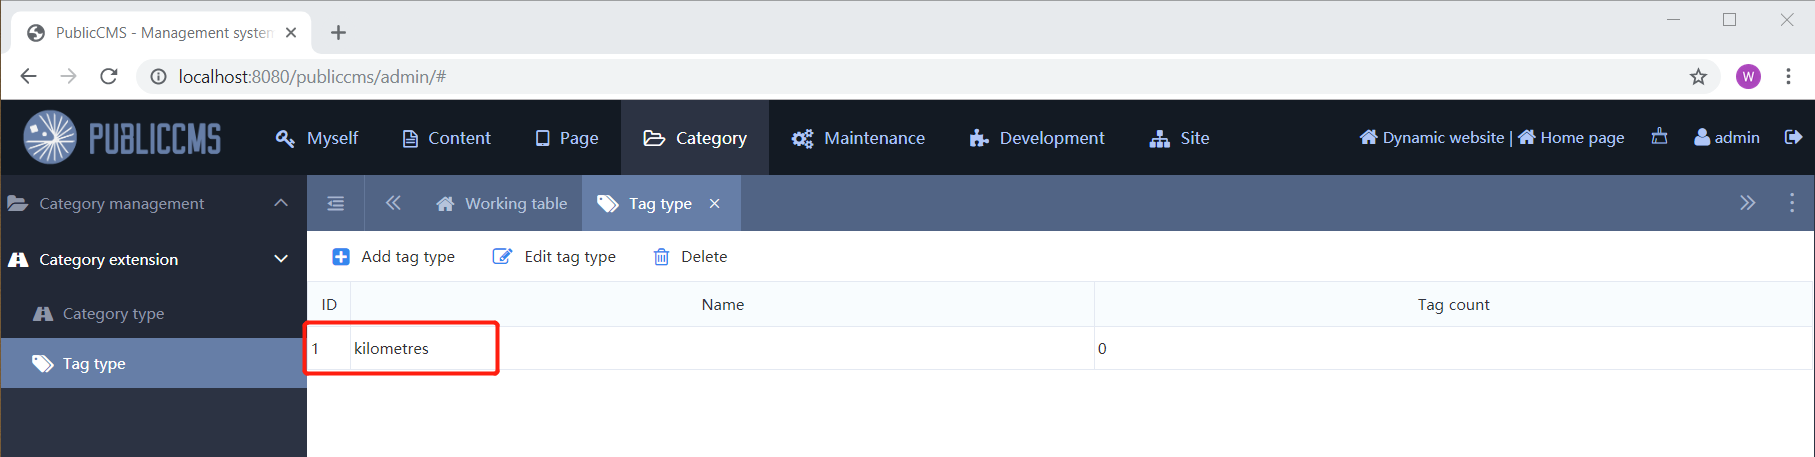 PublicCMS - Management system
localhost:8080/publiccms/admin/#
W
PUBLICCMS
Myself
Content
Page
Category
Maintenance
Development
Site
Dynamic website | Home page
admin
Category management
Working table
Tag type
Category extension
Add tag type
Edit tag type
Delete
ID
Name
Tag count
Category type
1
kilometres
0
Tag type